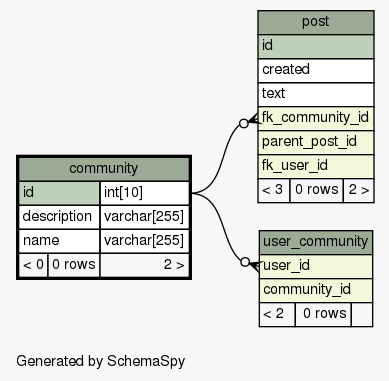 post
id
created
text
fk_community_id
parent_post_id
fk_user_id
< 3 0 rows 2 >
community
id int[10]
description varchar[255]
name varchar[255]
< 0 0 rows 2 >
user_community
user_id
community_id
< 2 0 rows
Generated by SchemaSpy